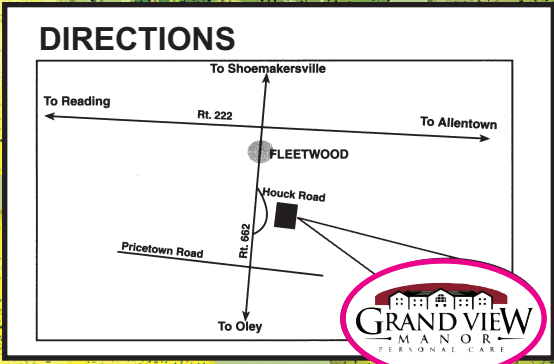 DIRECTIONS
To Shoemakersville
To Reading
Rt. 222
To Allentown
FLEETWOOD
Houck Road
Rt. 662
Pricetown Road
To Oley
GRAND VIEW
MANOR
PERSONAL CARE